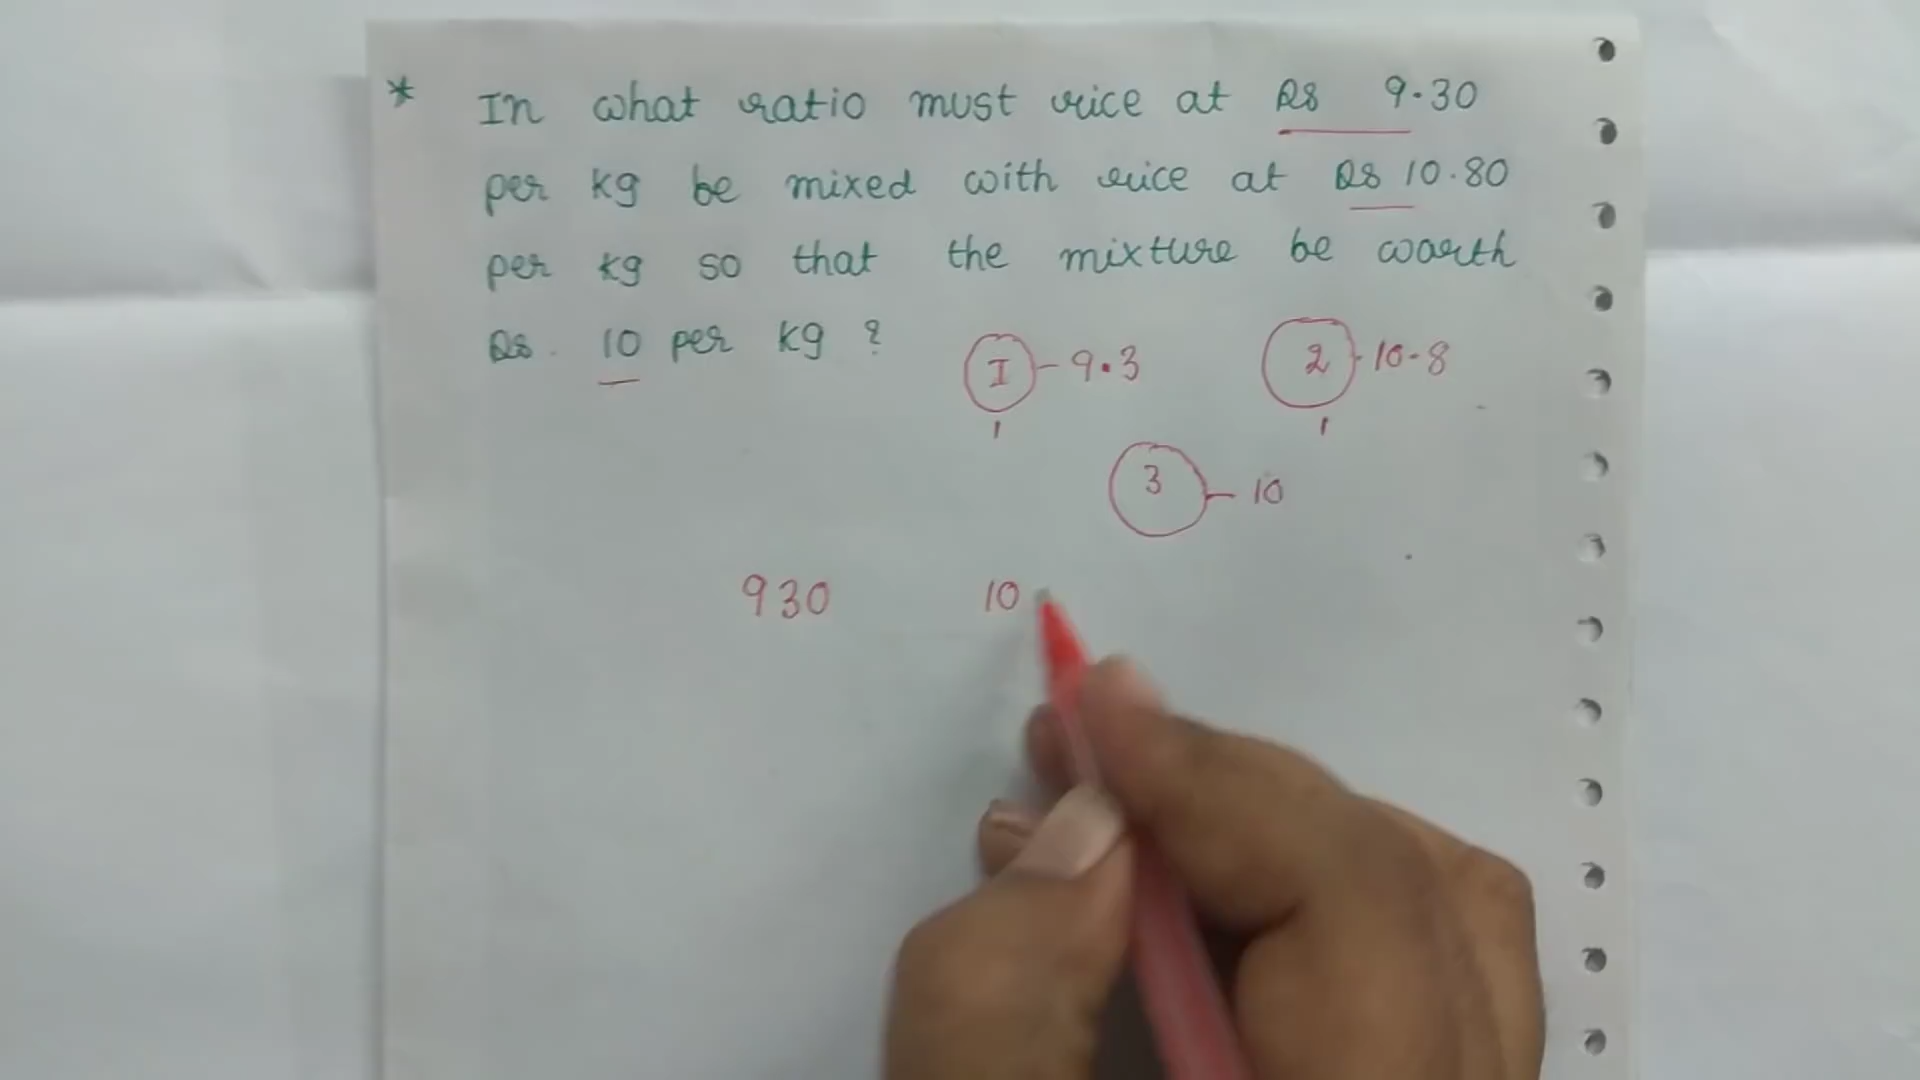 * In what ratio must rice at Rs 9.30
per kg be mixed with rice at Rs 10.80
per kg so that the mixture be worth
Rs. 10 per kg ?
I - 9.3 2 - 10.8
1 1
3 - 10
930 10